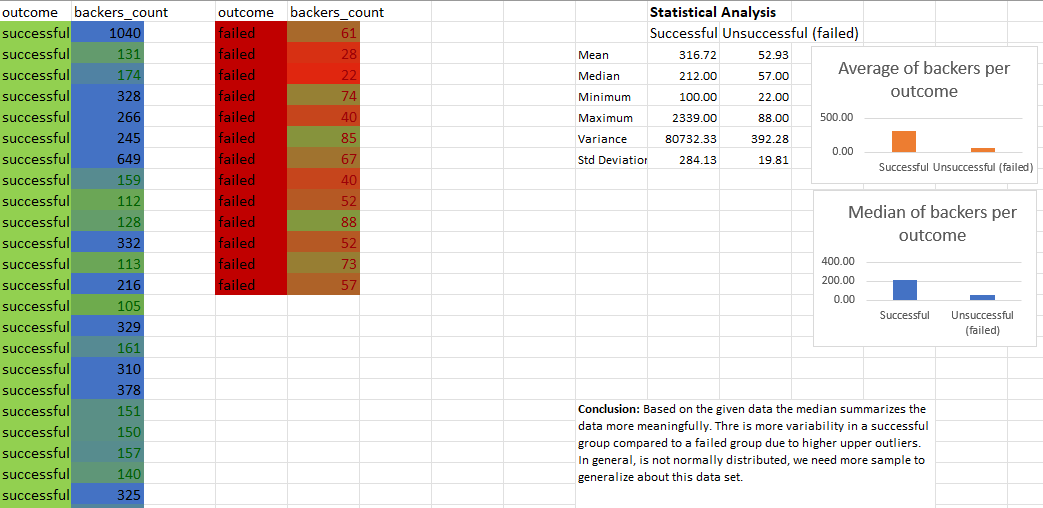 outcome backers_count outcome backers_count Statistical Analysis
successful 1040 failed 61 Successful Unsuccessful (failed)
successful 131 failed 28 Mean 316.72 52.93
successful 174 failed 22 Median 212.00 57.00
successful 328 failed 74 Minimum 100.00 22.00
successful 266 failed 40 Maximum 2339.00 88.00
successful 245 failed 85 Variance 80732.33 392.28
successful 649 failed 67 Std Deviation 284.13 19.81
successful 159 failed 40
successful 112 failed 52
successful 128 failed 88
successful 332 failed 52
successful 113 failed 73
successful 216 failed 57
successful 105
successful 329
successful 161
successful 310
successful 378
successful 151
successful 150
successful 157
successful 140
successful 325
Average of backers per
outcome
500.00
0.00
Successful Unsuccessful (failed)
Median of backers per
outcome
400.00
200.00
0.00
Successful Unsuccessful
(failed)
Conclusion: Based on the given data the median summarizes the
data more meaningfully. Thre is more variability in a successful
group compared to a failed group due to higher upper outliers.
In general, is not normally distributed, we need more sample to
generalize about this data set.